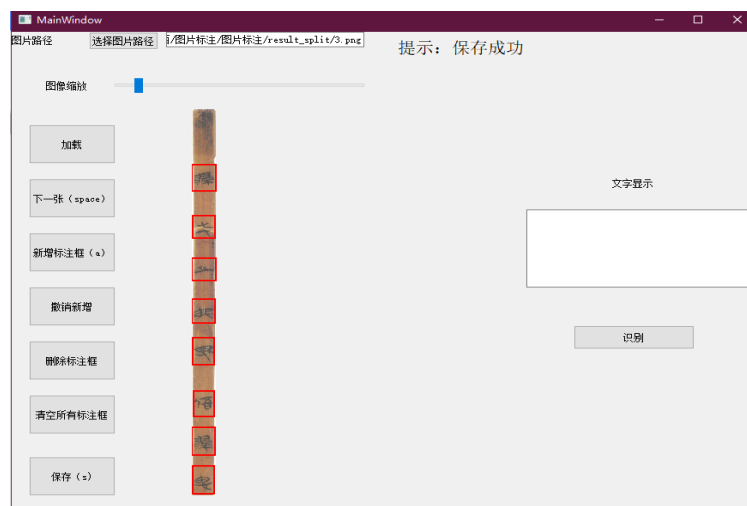 MainWindow
图片路径
选择图片路径
/图片标注/图片标注/result_split/3.png
提示：保存成功
图像缩放
加载
下一张（space）
新增标注框（a）
撤销新增
删除标注框
清空所有标注框
保存（s）
文字显示
识别